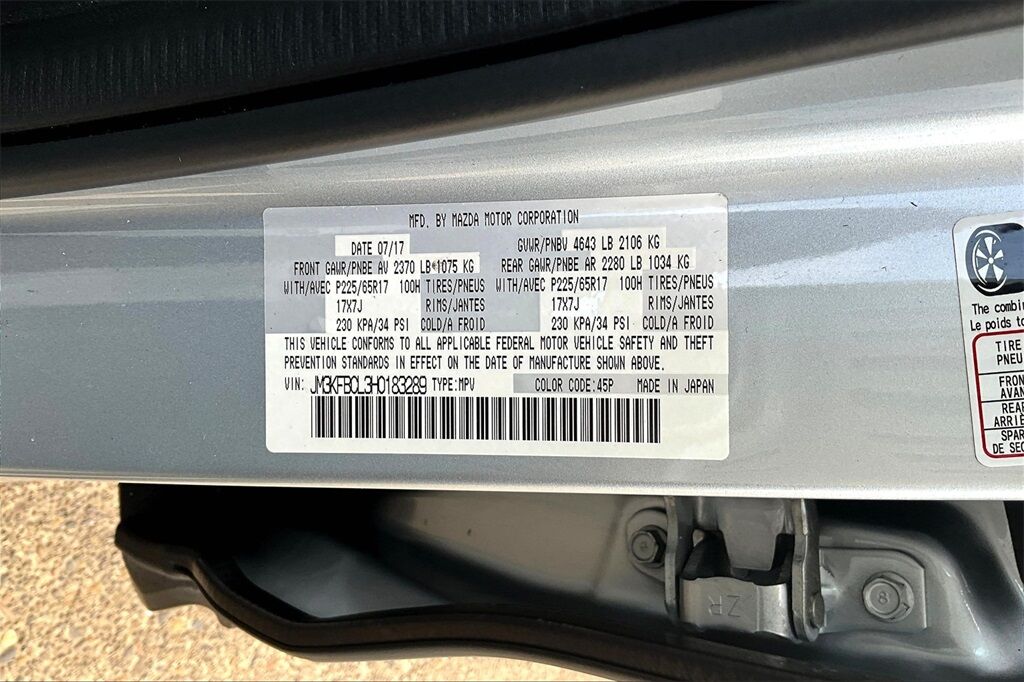 MFD. BY MAZDA MOTOR CORPORATION
DATE 07/17 GVWR/PNBV 4643 LB 2106 KG
FRONT GAWR/PNBE AV 2370 LB 1075 KG REAR GAWR/PNBE AR 2280 LB 1034 KG
WITH/AVEC P225/65R17 100H TIRES/PNEUS WITH/AVEC P225/65R17 100H TIRES/PNEUS
17X7J RIMS/JANTES 17X7J RIMS/JANTES
230 KPA/34 PSI COLD/A FROID 230 KPA/34 PSI COLD/A FROID
THIS VEHICLE CONFORMS TO ALL APPLICABLE FEDERAL MOTOR VEHICLE SAFETY AND THEFT
PREVENTION STANDARDS IN EFFECT ON THE DATE OF MANUFACTURE SHOWN ABOVE.
VIN: JM3KFBCL3H0183289 TYPE:MPV COLOR CODE:45P MADE IN JAPAN
The combin
Le poids to
TIRE
PNEU
FRON
AVAN
REAR
ARRIÈ
SPAR
DE SEC
ZR
8